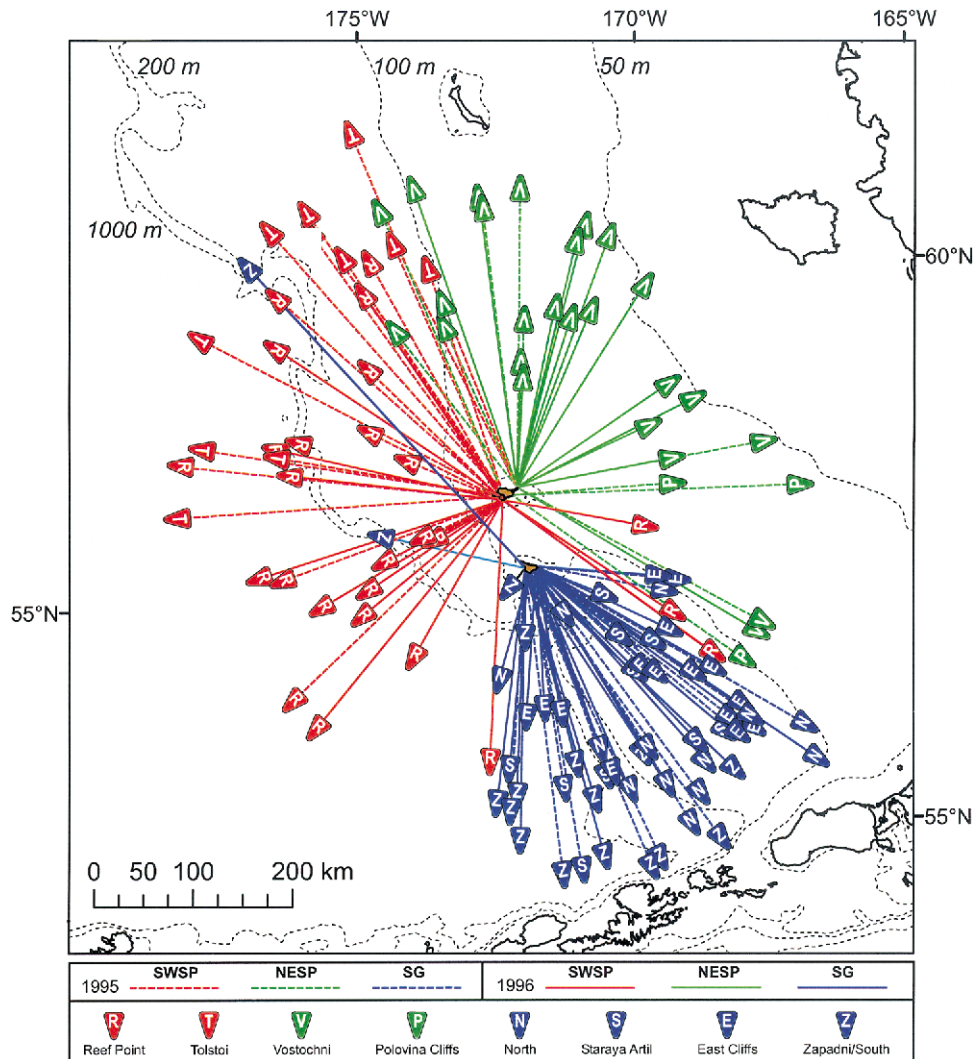 175°W 170°W 165°W
200 m 100 m 50 m
1000 m
60°N
55°N
55°N
0 50 100 200 km
SWSP NESP SG SWSP NESP SG
1995 1996
R T V P N S E Z
Reef Point Tolstoi Vostochni Polovina Cliffs North Staraya Artil East Cliffs Zapadni/South